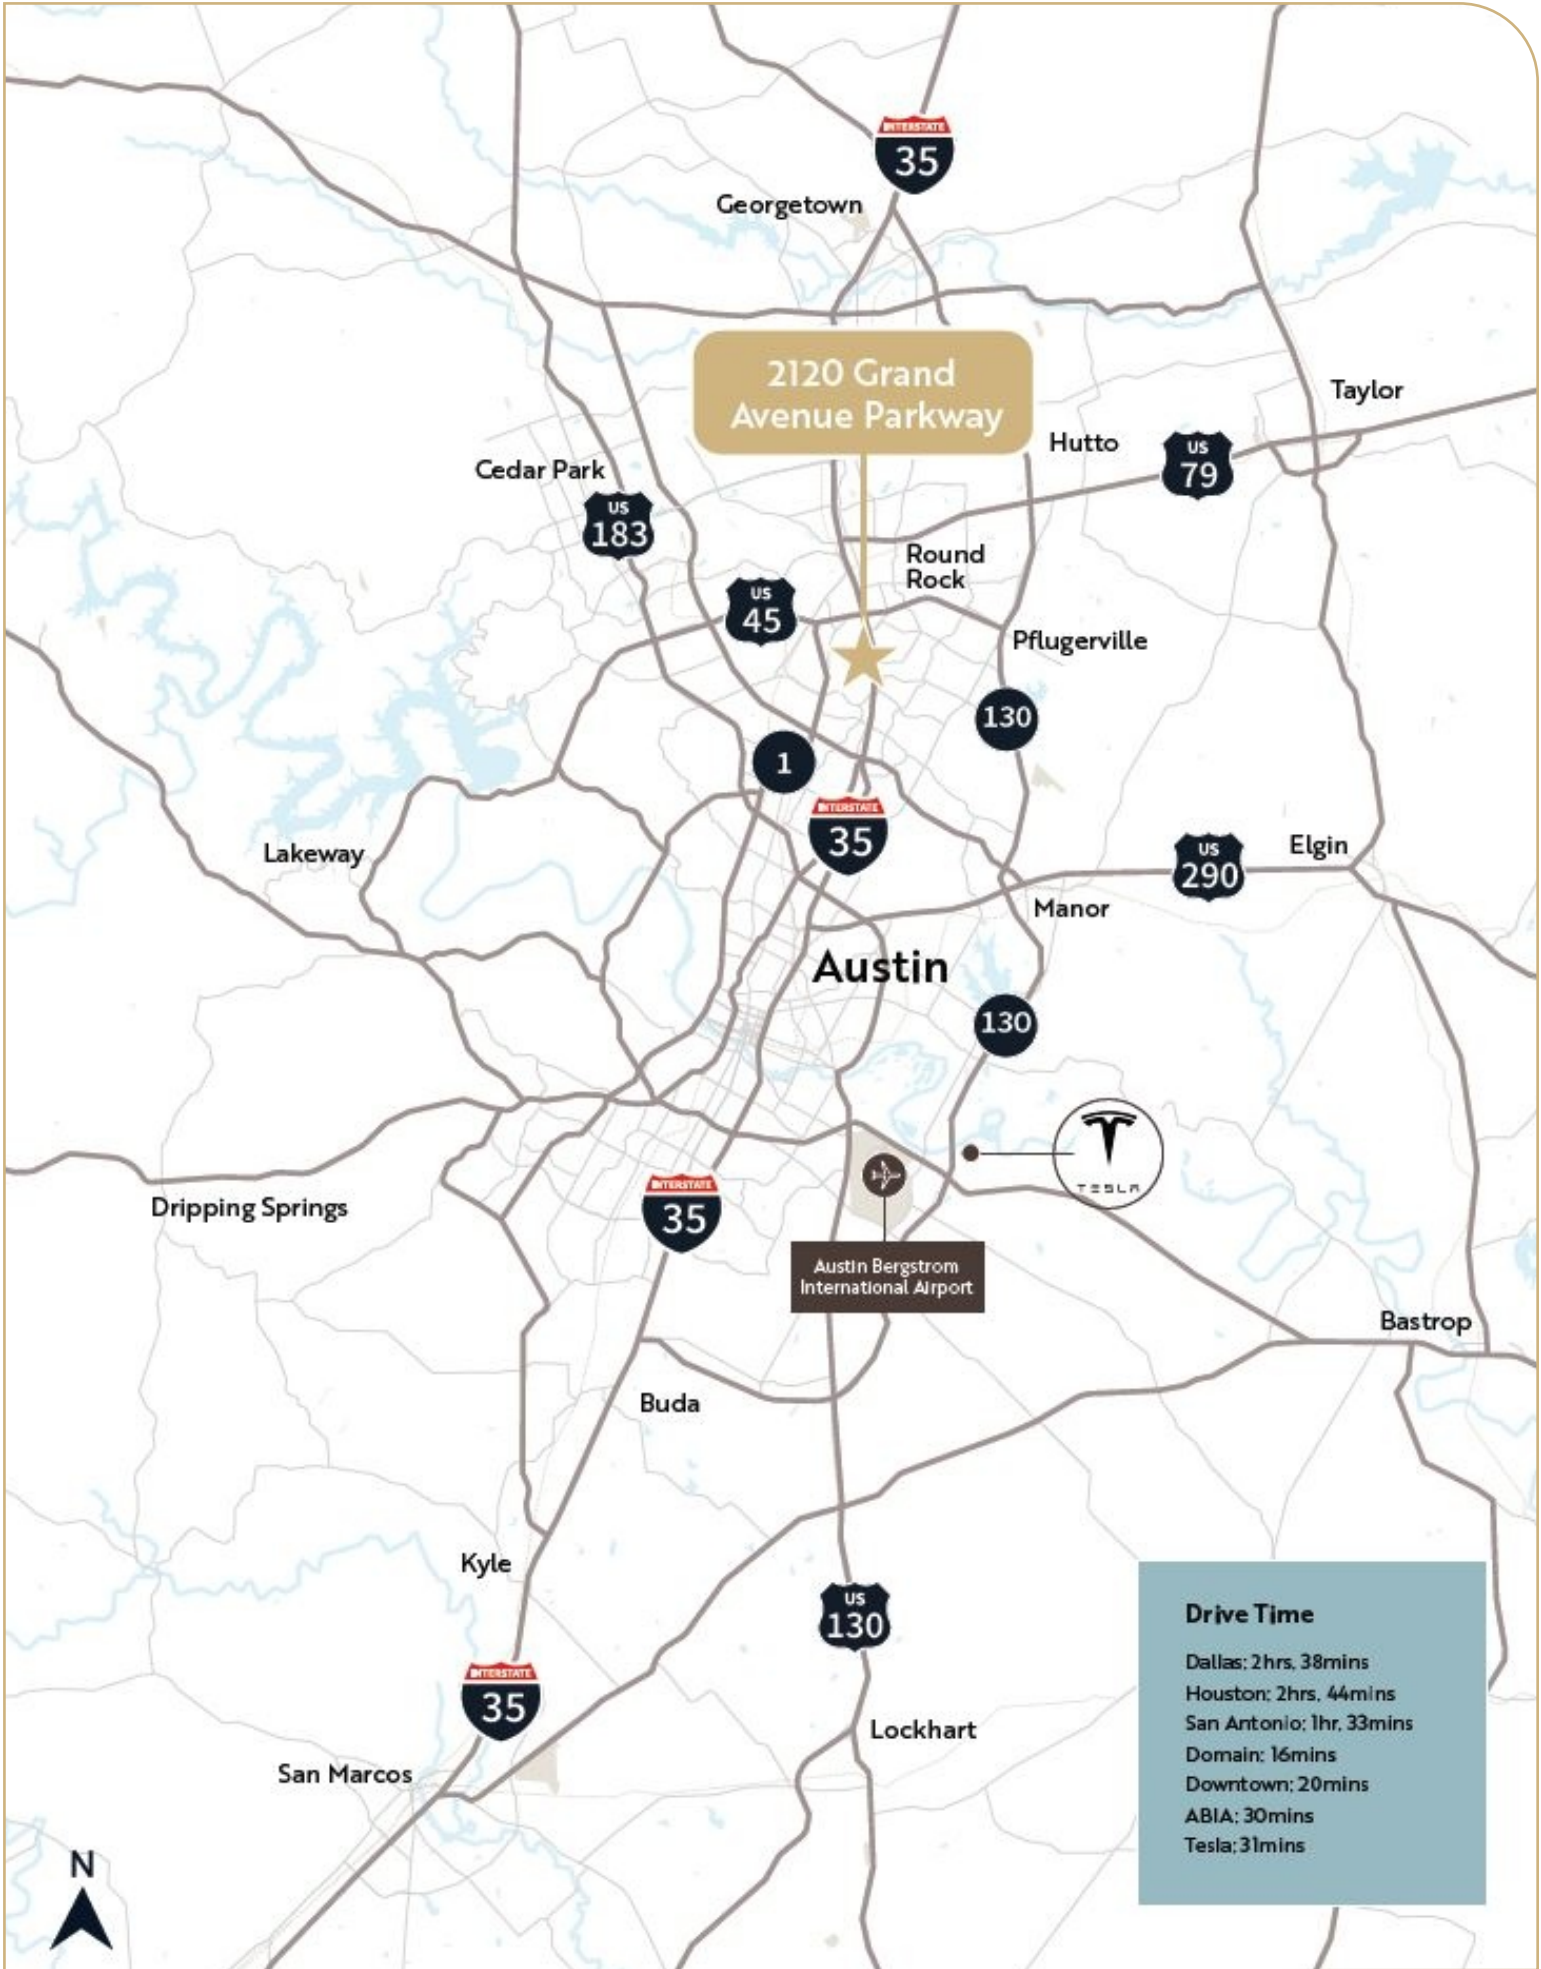 INTERSTATE
35
Georgetown
2120 Grand
Avenue Parkway
Taylor
Hutto
US
79
Cedar Park
US
183
Round
Rock
US
45
Pflugerville
130
1
INTERSTATE
35
Lakeway
US
290
Elgin
Manor
Austin
130
TESLA
Dripping Springs
INTERSTATE
35
Austin Bergstrom
International Airport
Bastrop
Buda
Kyle
US
130
INTERSTATE
35
Lockhart
San Marcos
Drive Time
Dallas: 2hrs, 38mins
Houston: 2hrs, 44mins
San Antonio: 1hr, 33mins
Domain: 16mins
Downtown: 20mins
ABIA: 30mins
Tesla: 31mins
N